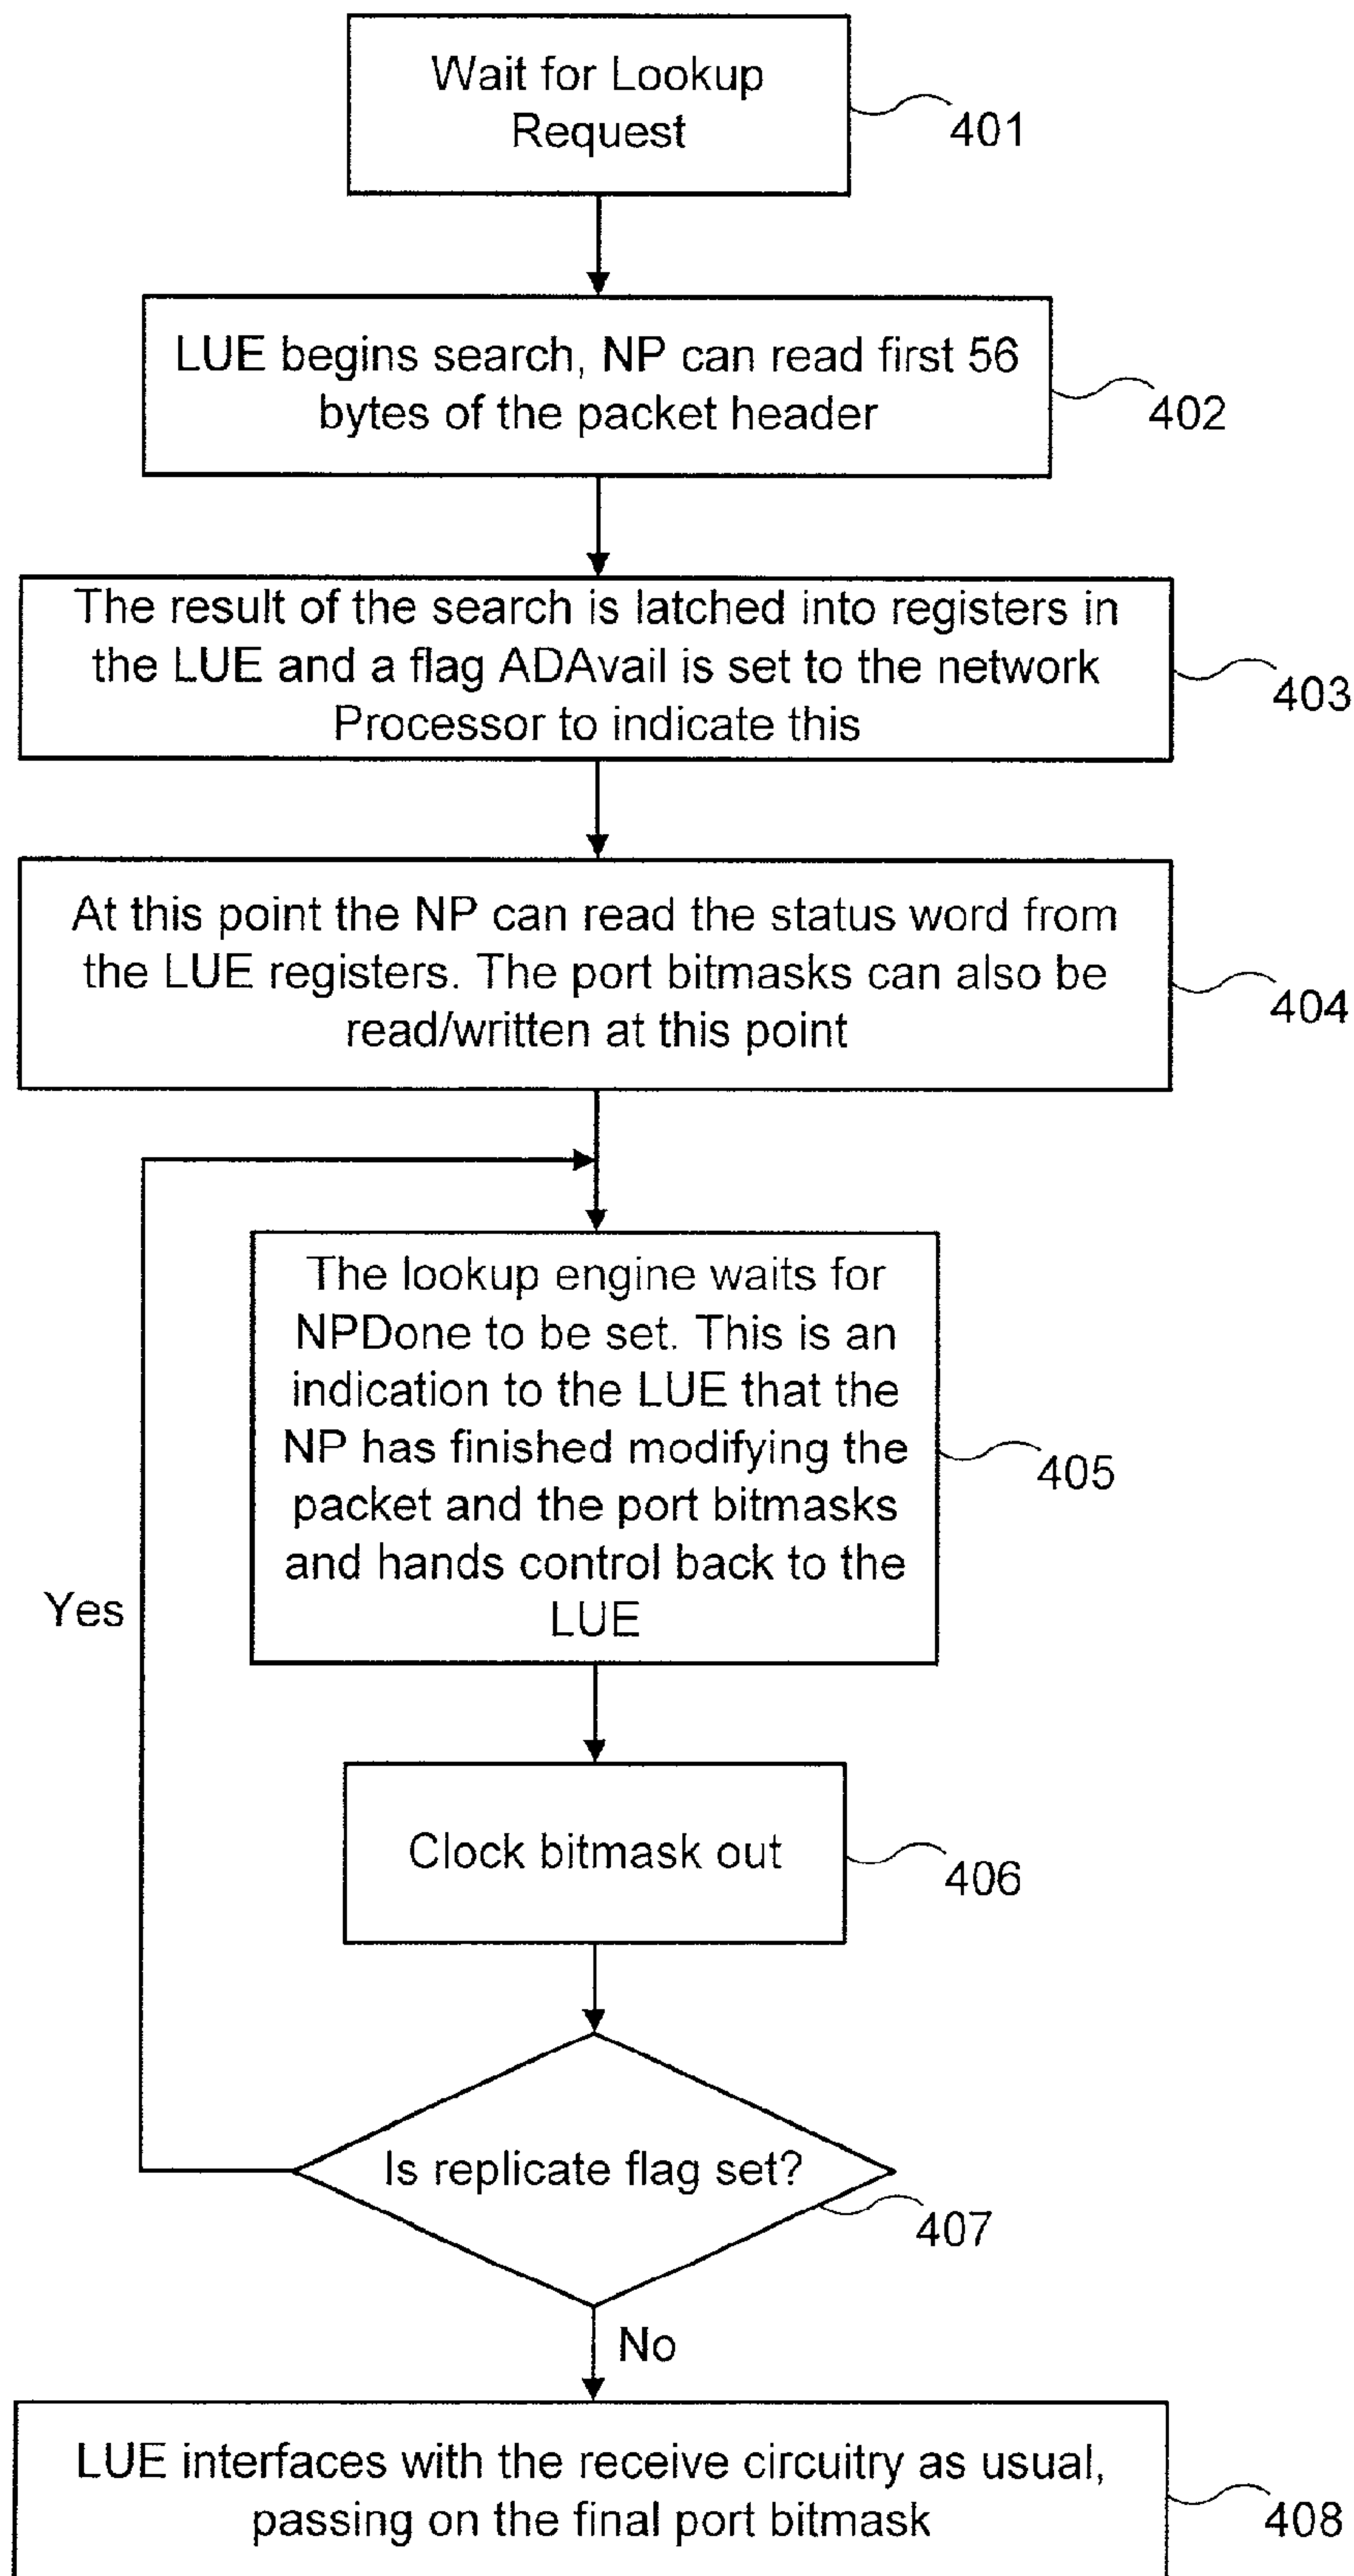 Wait for Lookup
Request
401
LUE begins search, NP can read first 56
bytes of the packet header
402
The result of the search is latched into registers in
the LUE and a flag ADAvail is set to the network
Processor to indicate this
403
At this point the NP can read the status word from
the LUE registers. The port bitmasks can also be
read/written at this point
404
The lookup engine waits for
NPDone to be set. This is an
indication to the LUE that the
NP has finished modifying the
packet and the port bitmasks
and hands control back to the
LUE
405
Yes
Clock bitmask out
406
Is replicate flag set?
407
No
LUE interfaces with the receive circuitry as usual,
passing on the final port bitmask
408